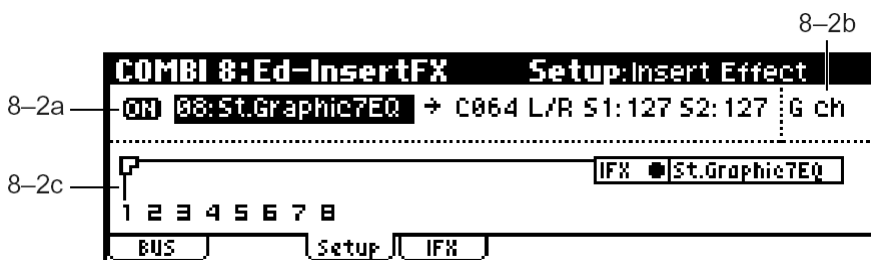 8–2b
COMBI 8:Ed-InsertFX Setup:Insert Effect
8–2a ON 08:St.Graphic7EQ → C064 L/R S1:127 S2:127 G ch
IFX ●St.Graphic7EQ
8–2c
1 2 3 4 5 6 7 8
BUS Setup IFX